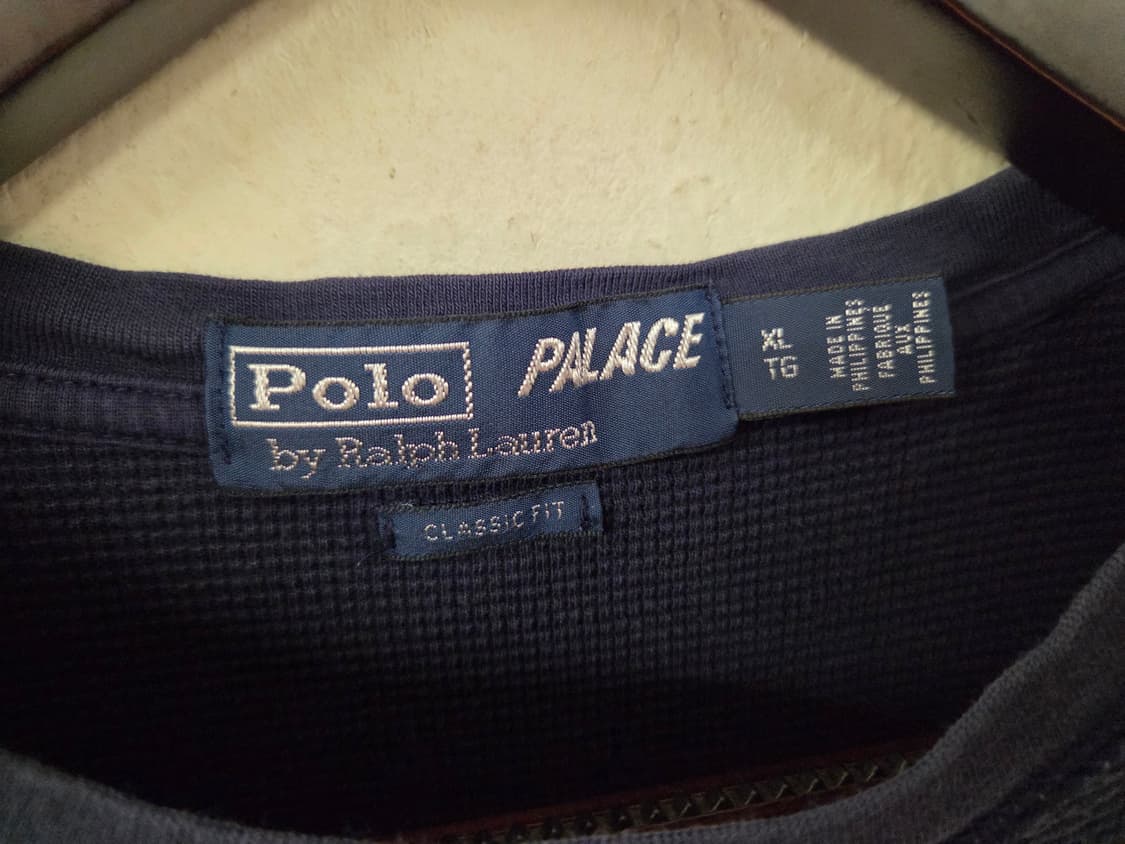 Polo
by Ralph Lauren
PALACE
CLASSIC FIT
XL
TG
MADE IN
PHILIPPINES
FABRIQUE
AUX
PHILIPPINES